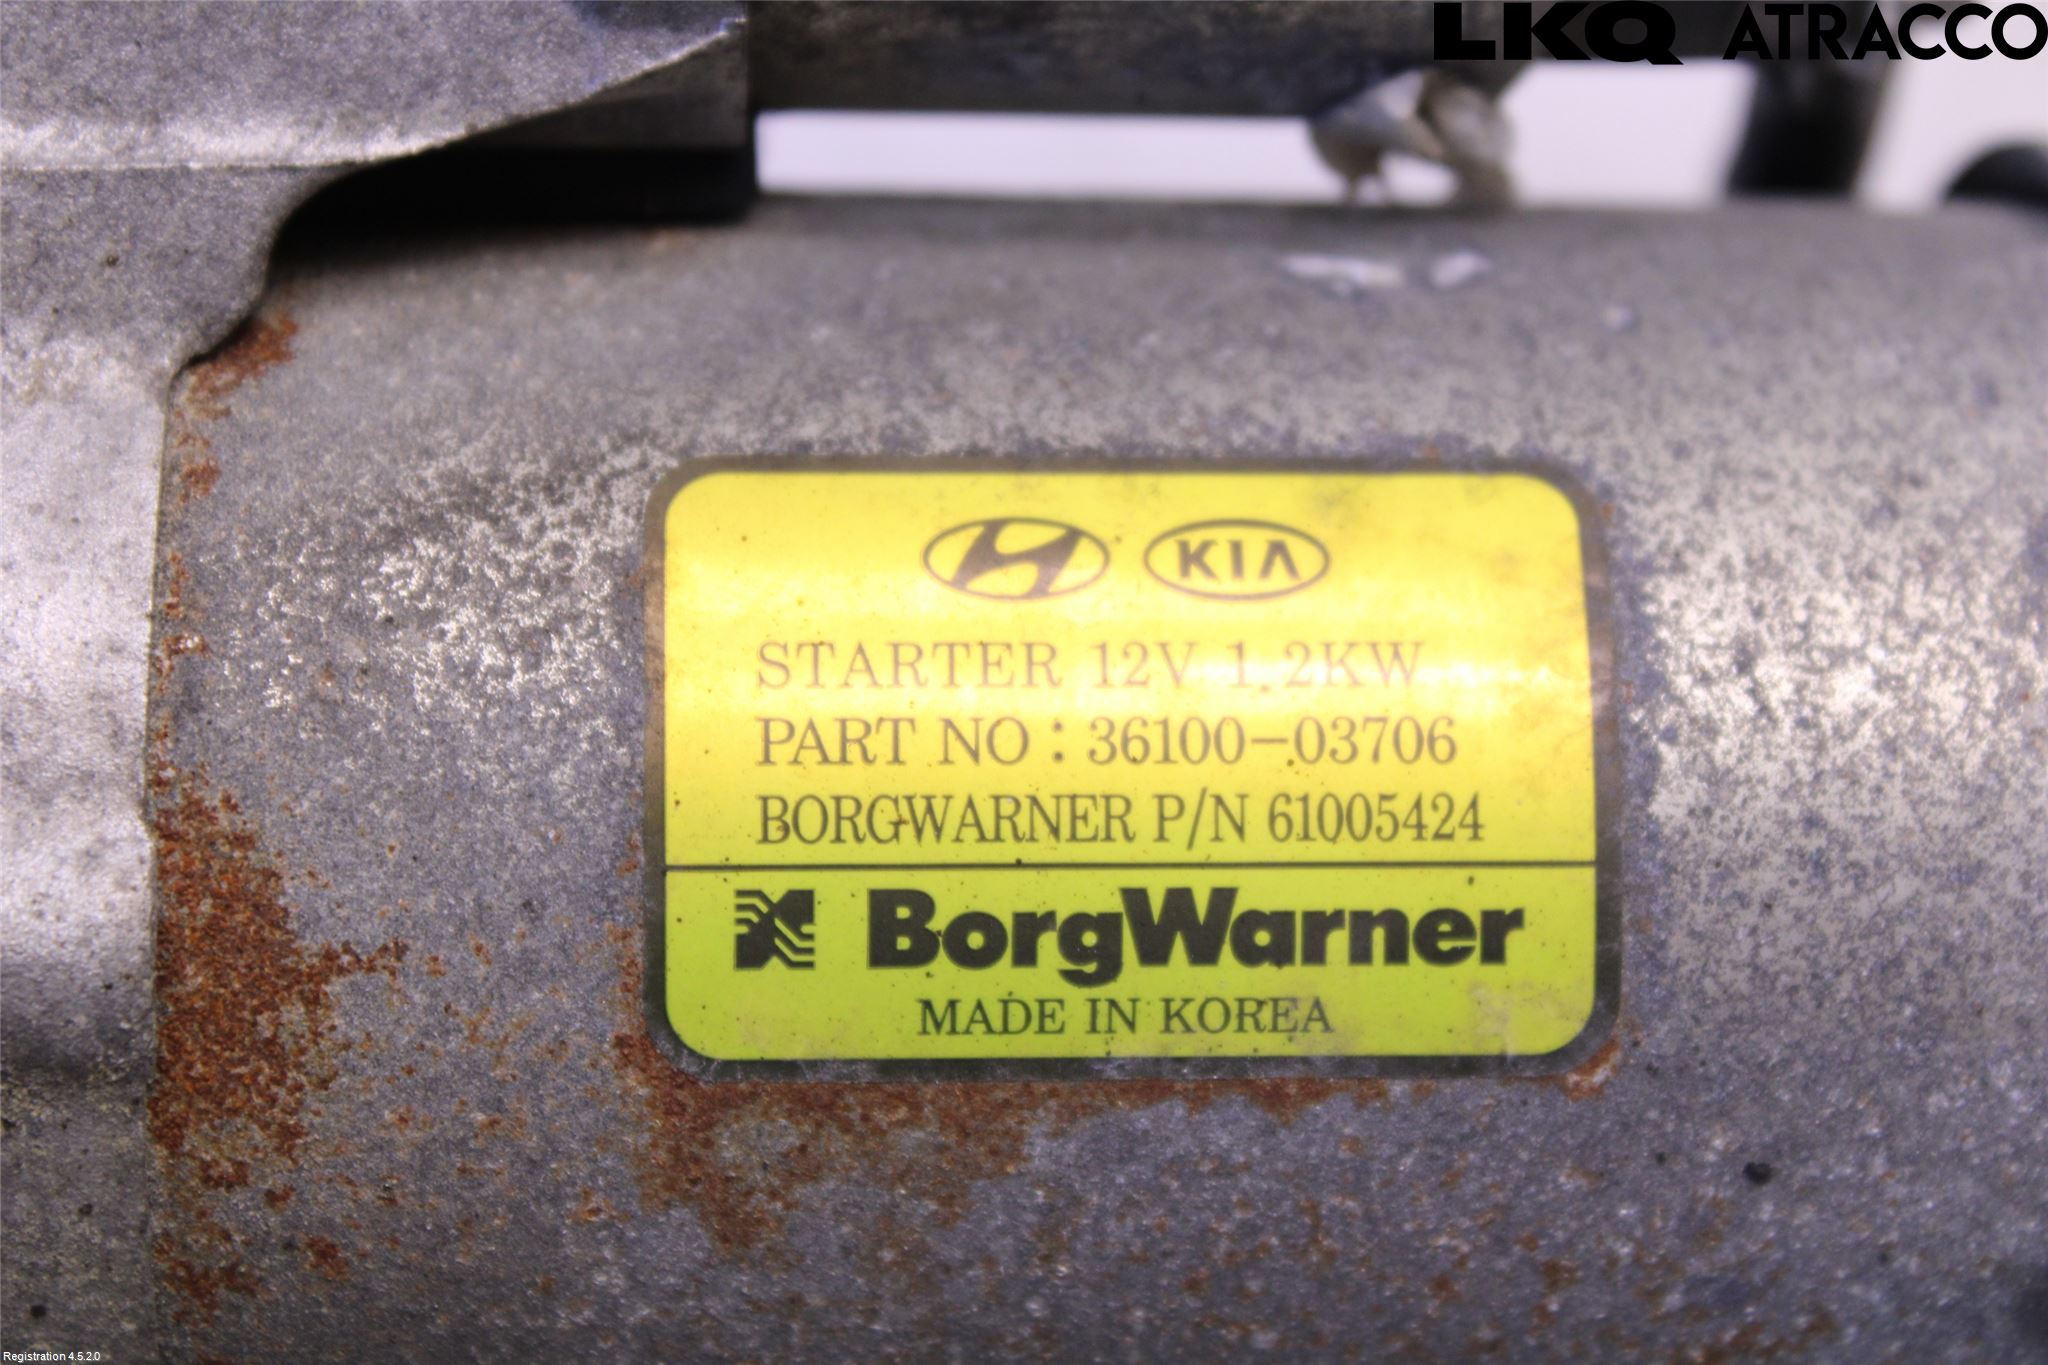 LKQ ATRACCO
KIA
STARTER 12V 1.2KW
PART NO : 36100-03706
BORGWARNER P/N 61005424
BorgWarner
MADE IN KOREA
Registration 4.5.2.0